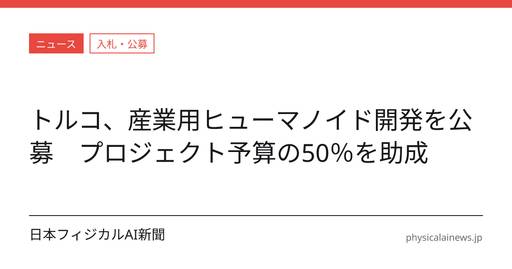 ニュース 入札・公募
トルコ、産業用ヒューマノイド開発を公
募　プロジェクト予算の50％を助成
日本フィジカルAI新聞 physicalainews.jp